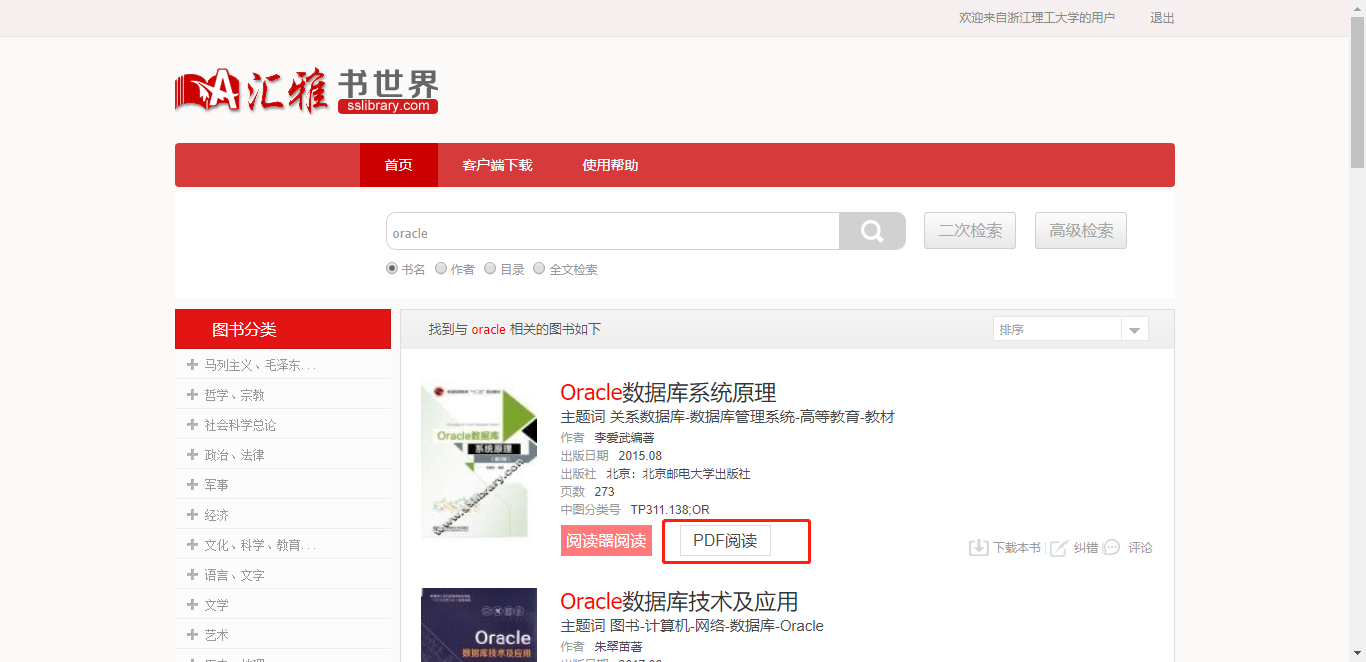 欢迎来自浙江理工大学的用户 退出
汇雅 书世界
sslibrary.com
首页 客户端下载 使用帮助
oracle
二次检索 高级检索
书名 作者 目录 全文检索
图书分类
马列主义、毛泽东...
哲学、宗教
社会科学总论
政治、法律
军事
经济
文化、科学、教育...
语言、文字
文学
艺术
找到与 oracle 相关的图书如下
排序
Oracle数据库
系统原理
www.sslibrary.com
Oracle数据库系统原理
主题词 关系数据库-数据库管理系统-高等教育-教材
作者 李爱武编著
出版日期 2015.08
出版社 北京：北京邮电大学出版社
页数 273
中图分类号 TP311.138;OR
阅读器阅读 PDF阅读
下载本书 纠错 评论
Oracle
数据库技术及应用
Oracle数据库技术及应用
主题词 图书-计算机-网络-数据库-Oracle
作者 朱翠苗著